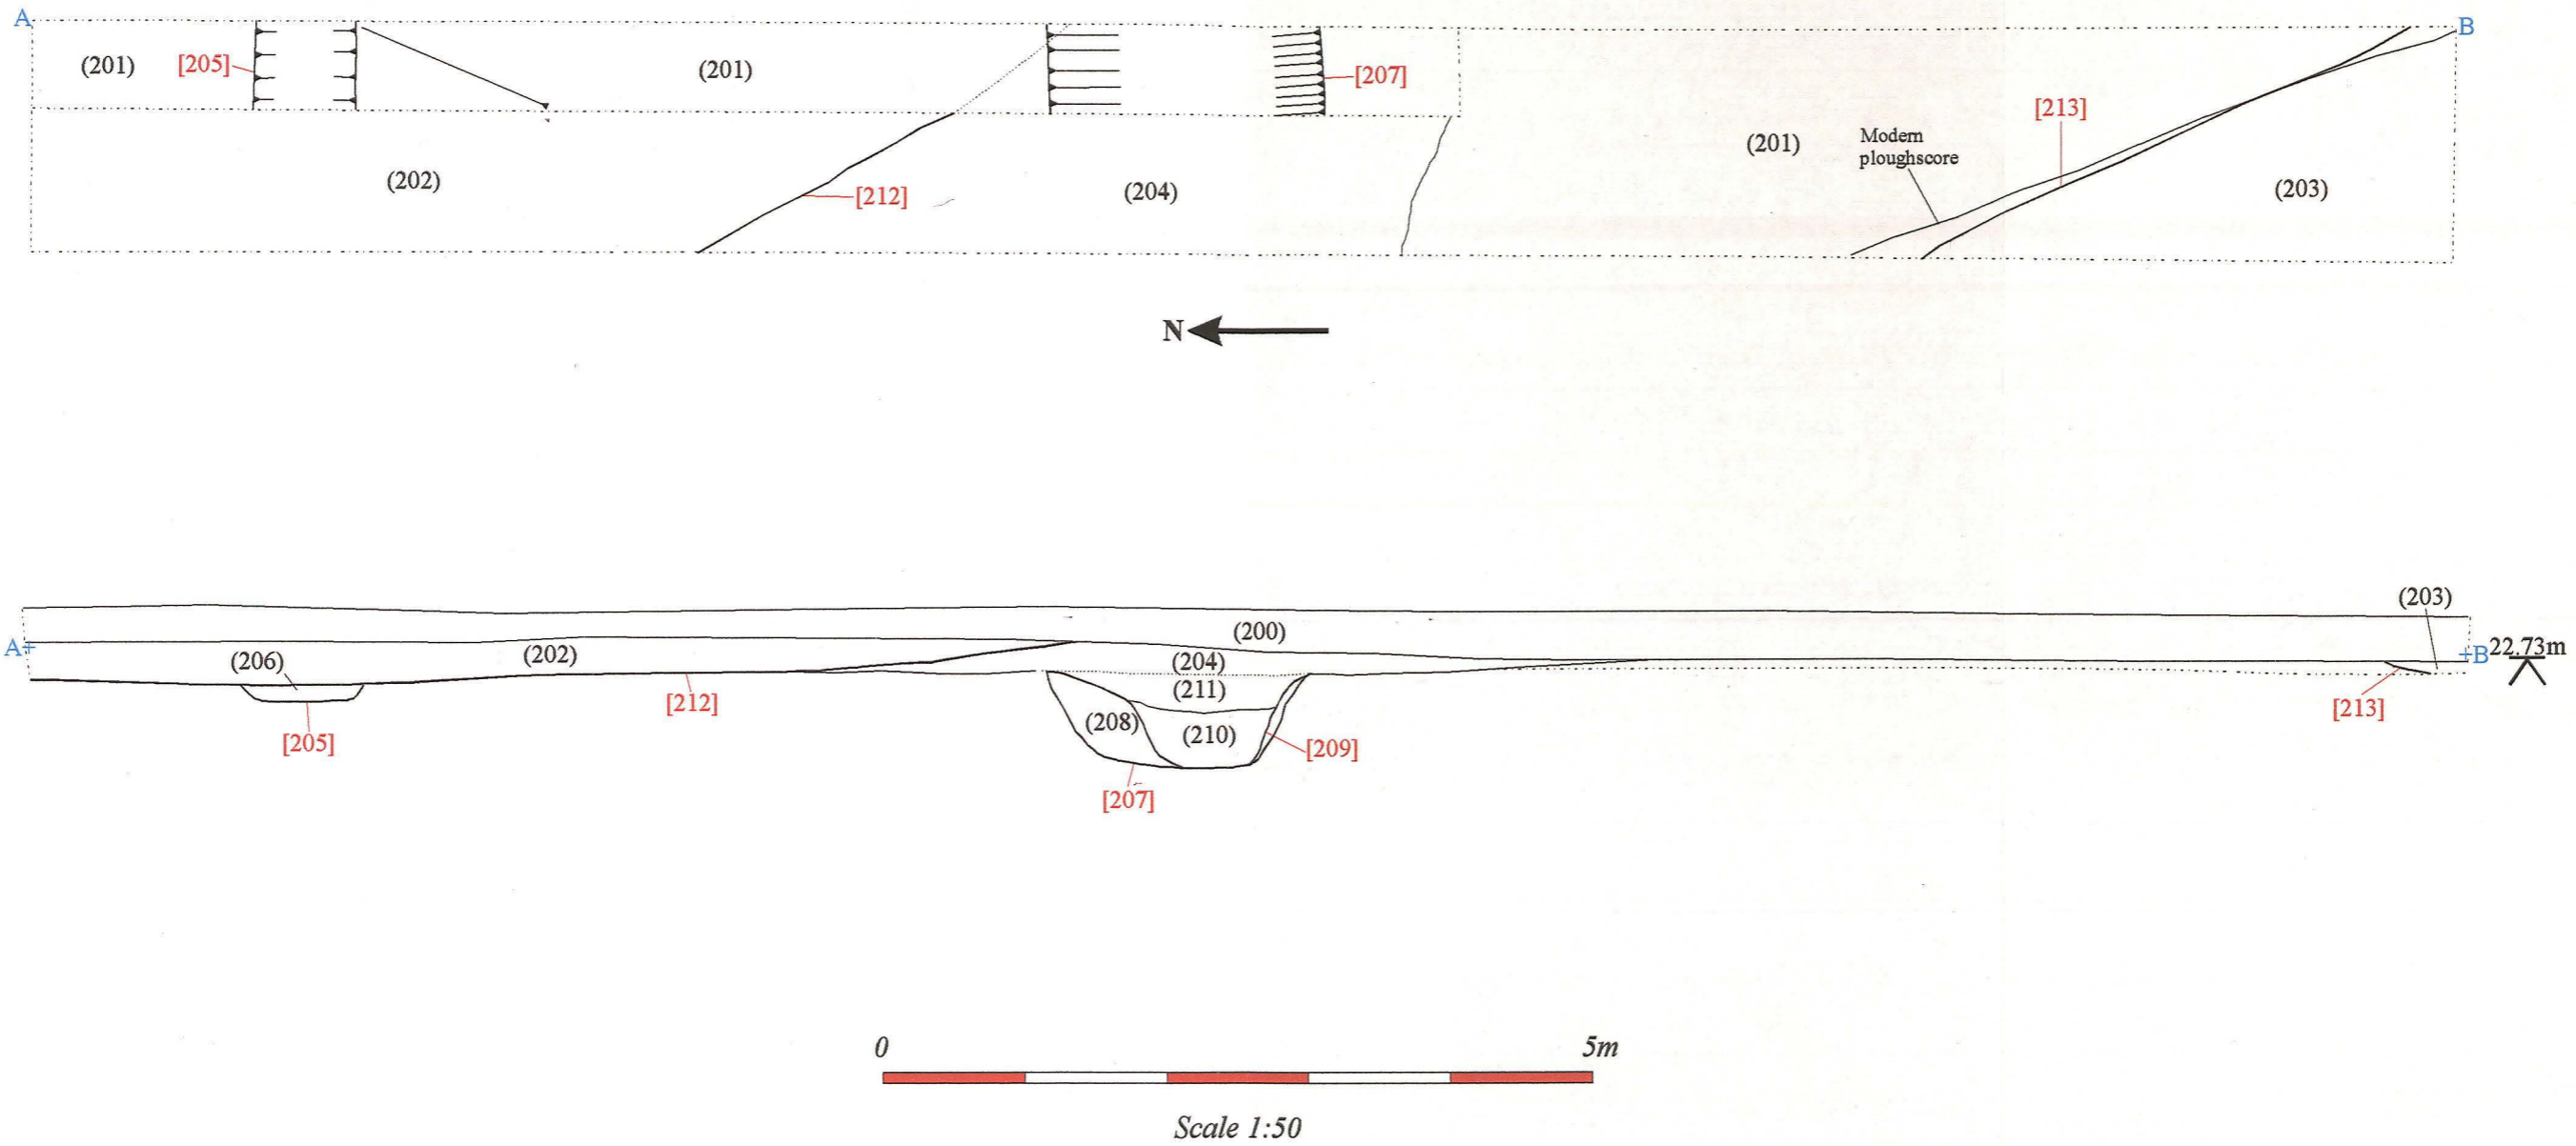 A
B
(201)
[205]
(201)
[207]
[213]
(201)
Modern
ploughscore
(202)
[212]
(204)
(203)
N
(203)
(200)
A+
(206)
(202)
(204)
+B
22.73m
(211)
[212]
[213]
(208)
(210)
[205]
[209]
[207]
0
5m
Scale 1:50